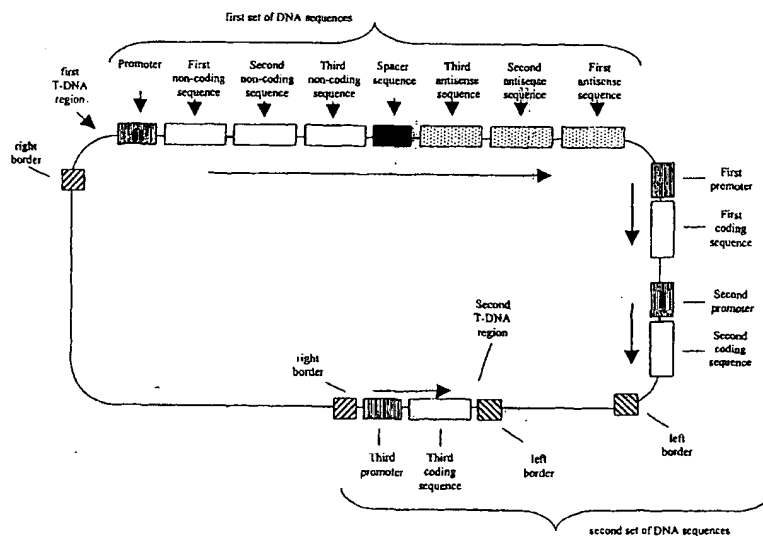 first set of DNA sequences
first
T-DNA
region
Promoter
First
non-coding
sequence
Second
non-coding
sequence
Third
non-coding
sequence
Spacer
sequence
Third
antisense
sequence
Second
antisense
sequence
First
antisense
sequence
right
border
First
promoter
First
coding
sequence
Second
promoter
Second
coding
sequence
Second
T-DNA
region
right
border
left
border
Third
promoter
Third
coding
sequence
left
border
second set of DNA sequences